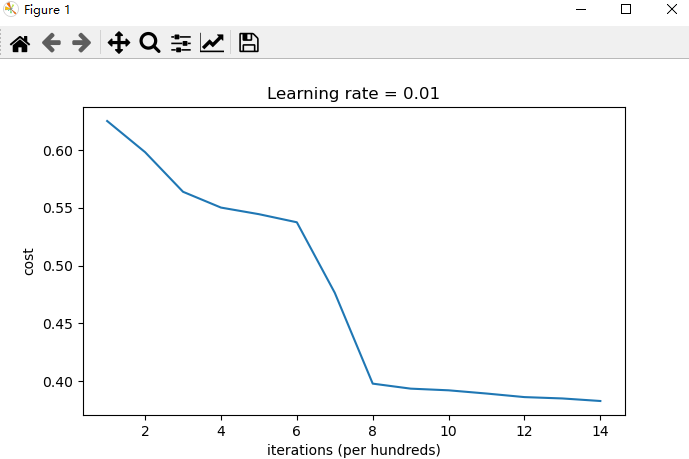 Figure 1
Learning rate = 0.01
0.60
0.55
0.50
0.45
0.40
cost
2 4 6 8 10 12 14
iterations (per hundreds)